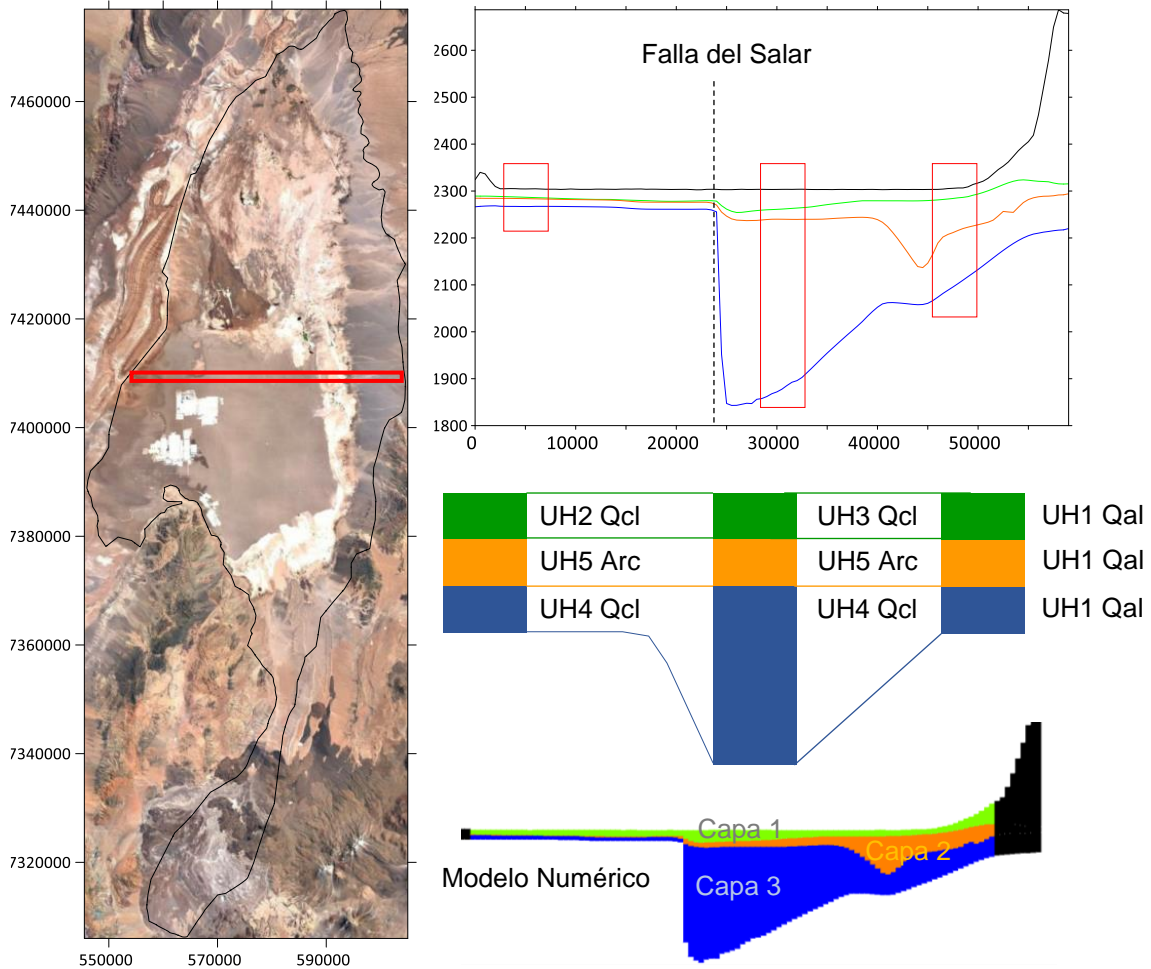 7460000
7440000
7420000
7400000
7380000
7360000
7340000
7320000
550000 570000 590000
Falla del Salar
2600
2500
2400
2300
2200
2100
2000
1900
1800
0 10000 20000 30000 40000 50000
UH2 Qcl UH3 Qcl UH1 Qal
UH5 Arc UH5 Arc UH1 Qal
UH4 Qcl UH4 Qcl UH1 Qal
Capa 1
Capa 2
Modelo Numérico Capa 3